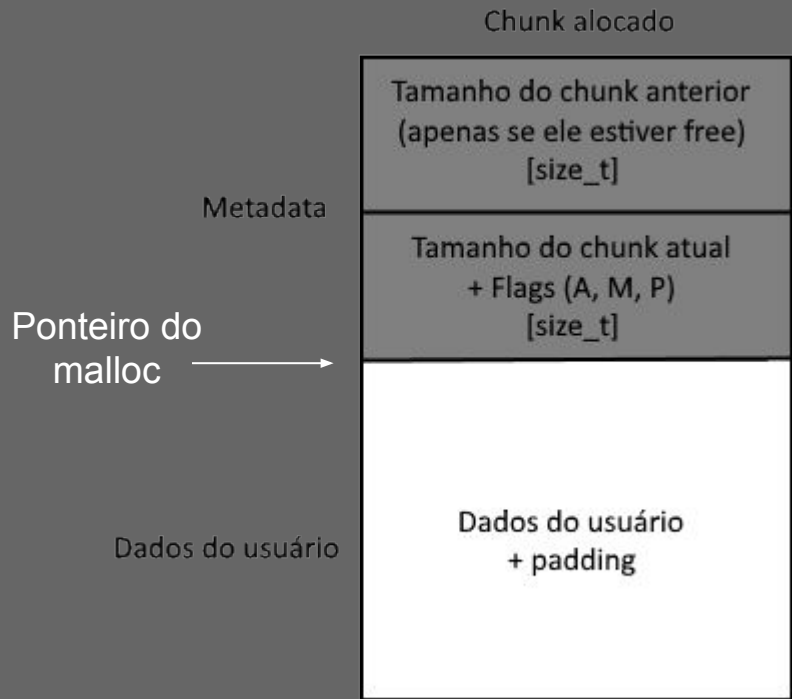 Chunk alocado
Tamanho do chunk anterior
(apenas se ele estiver free)
[size_t]
Metadata
Tamanho do chunk atual
+ Flags (A, M, P)
[size_t]
Ponteiro do
malloc
Dados do usuário
Dados do usuário
+ padding